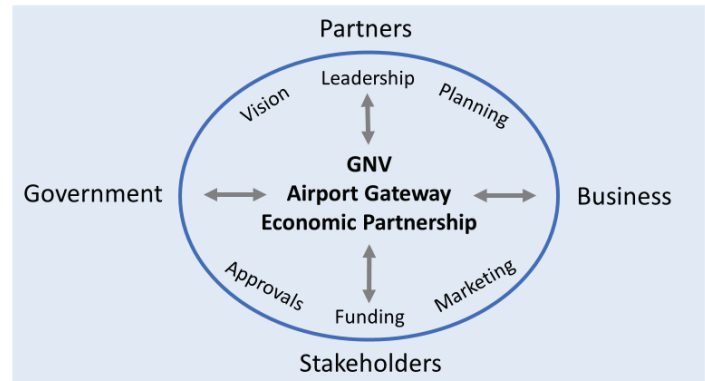 Partners
Leadership
Vision
Planning
GNV
Airport Gateway
Economic Partnership
Government
Business
Approvals
Funding
Marketing
Stakeholders